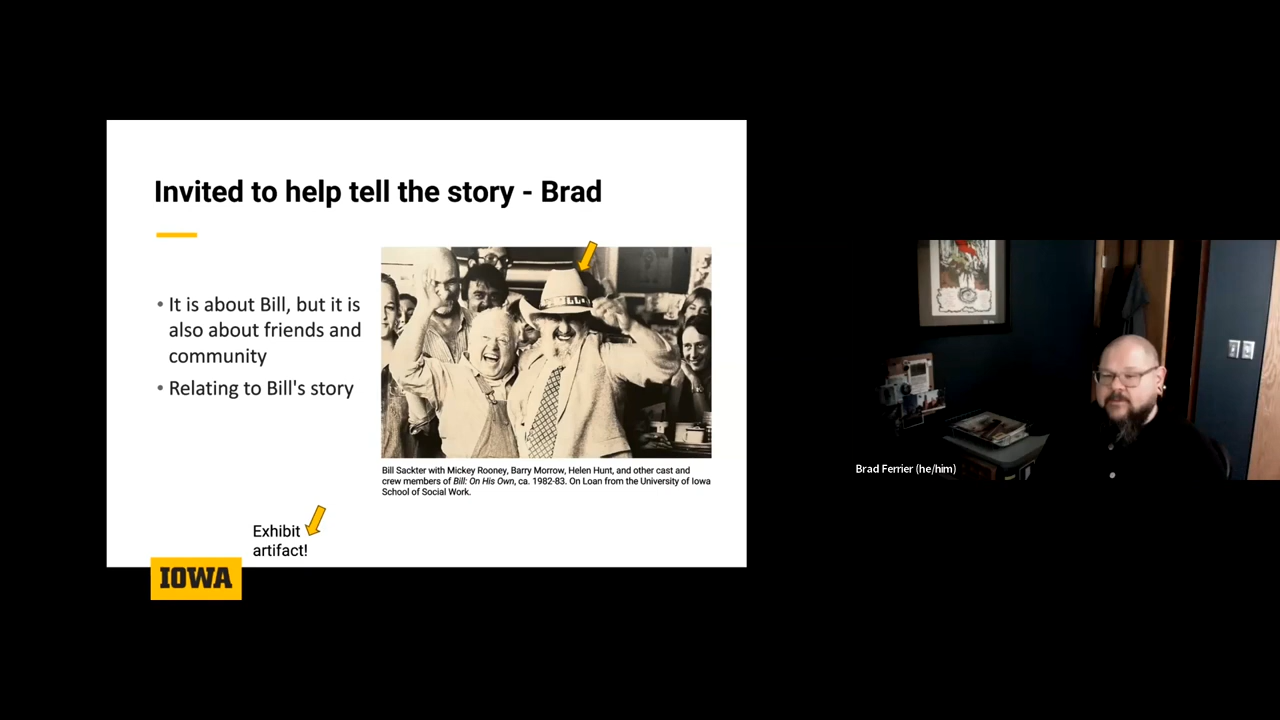 Invited to help tell the story - Brad
• It is about Bill, but it is
also about friends and
community
• Relating to Bill's story
BILL
Bill Sackter with Mickey Rooney, Barry Morrow, Helen Hunt, and other cast and
crew members of Bill: On His Own, ca. 1982-83. On Loan from the University of Iowa
School of Social Work.
Exhibit
artifact!
IOWA
Brad Ferrier (he/him)